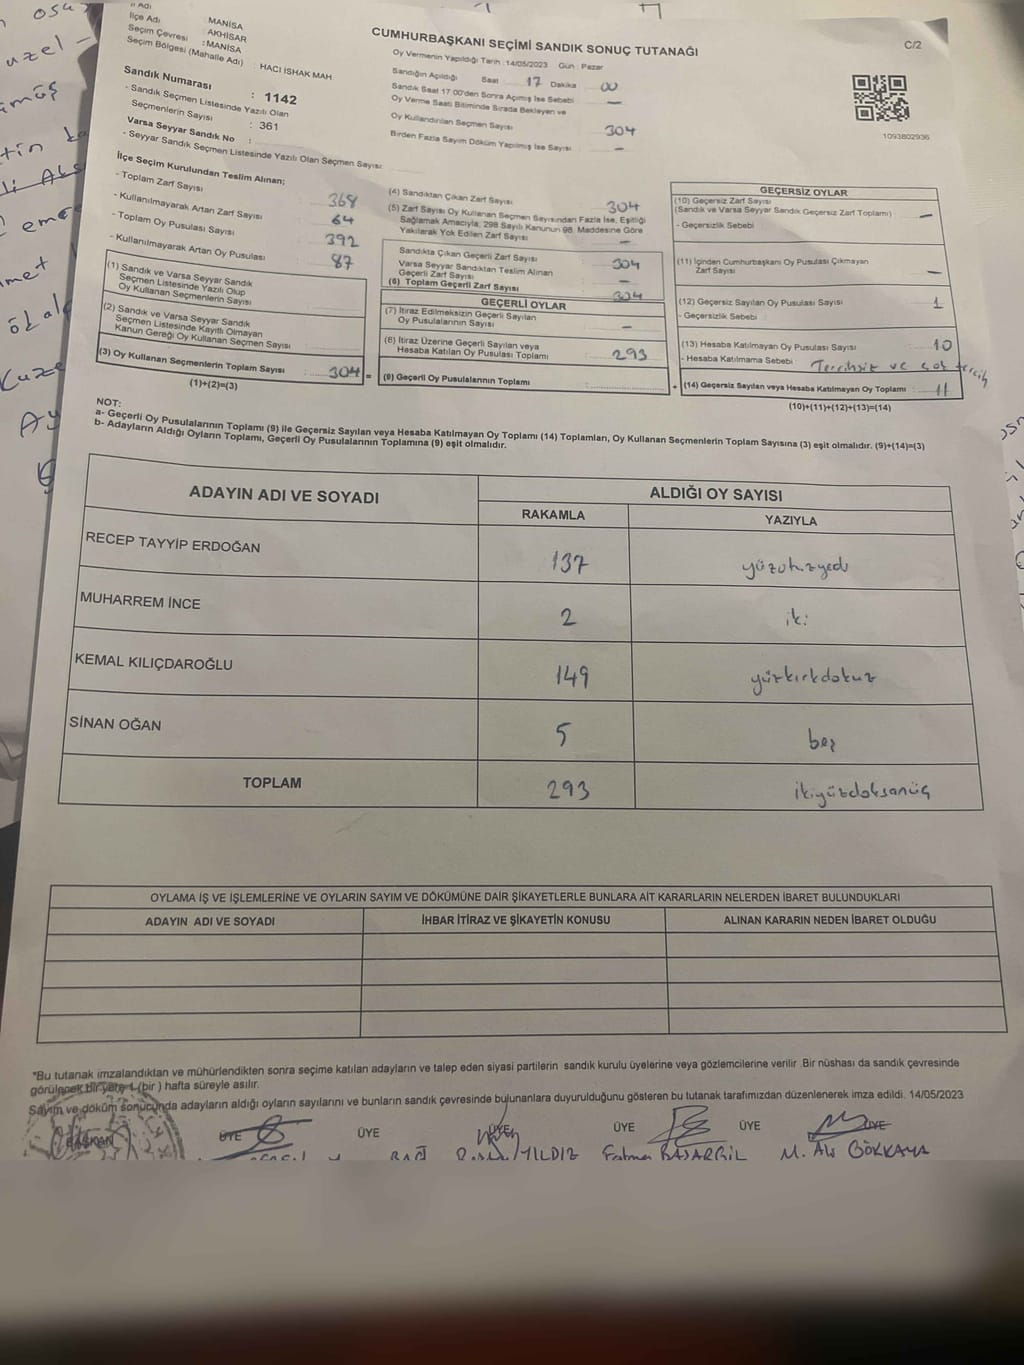 İlçe Adı : MANİSA
Seçim Çevresi : AKHİSAR
Seçim Bölgesi (Mahalle Adı) : MANİSA
: HACI ISHAK MAH
Sandık Numarası : 1142
- Sandık Seçmen Listesinde Yazılı Olan
Seçmenlerin Sayısı : 361
Varsa Seyyar Sandık No :
- Seyyar Sandık Seçmen Listesinde Yazılı Olan Seçmen Sayısı:
CUMHURBAŞKANI SEÇİMİ SANDIK SONUÇ TUTANAĞI
C/2
Oy Vermenin Yapıldığı Tarih :14/05/2023 Gün : Pazar
Sandığın Açıldığı Saat 17 Dakika 00
Sandık Saat 17:00'den Sonra Açımış İse Sebebi —
Oy Verme Saati Bitiminde Sırada Bekleyen ve
Oy Kullandırılan Seçmen Sayısı 304
Birden Fazla Sayım Döküm Yapılmış İse Sayısı —
1093802936
İlçe Seçim Kurulundan Teslim Alınan;
- Toplam Zarf Sayısı 368
- Kullanılmayarak Artan Zarf Sayısı 64
- Toplam Oy Pusulası Sayısı 392
- Kullanılmayarak Artan Oy Pusulası 87
(1) Sandık ve Varsa Seyyar Sandık
Seçmen Listesinde Yazılı Olup
Oy Kullanan Seçmenlerin Sayısı
(2) Sandık ve Varsa Seyyar Sandık
Seçmen Listesinde Kayıtlı Olmayan
Kanun Gereği Oy Kullanan Seçmen Sayısı
(3) Oy Kullanan Seçmenlerin Toplam Sayısı 304 =
(1)+(2)=(3)
(4) Sandıktan Çıkan Zarf Sayısı 304
(5) Zarf Sayısı Oy Kullanan Seçmen Sayısından Fazla İse, Eşitliği
Sağlamak Amacıyla, 298 Sayılı Kanunun 98. Maddesine Göre
Yakılarak Yok Edilen Zarf Sayısı —
Sandıkta Çıkan Geçerli Zarf Sayısı 304
Varsa Seyyar Sandıktan Teslim Alınan
Geçerli Zarf Sayısı —
(6) Toplam Geçerli Zarf Sayısı 304
GEÇERLİ OYLAR
(7) İtiraz Edilmeksizin Geçerli Sayılan
Oy Pusulalarının Sayısı —
(8) İtiraz Üzerine Geçerli Sayılan veya
Hesaba Katılan Oy Pusulası Toplamı 293
(9) Geçerli Oy Pusulalarının Toplamı
GEÇERSİZ OYLAR
(10) Geçersiz Zarf Sayısı
(Sandık ve Varsa Seyyar Sandık Geçersiz Zarf Toplamı) —
- Geçersizlik Sebebi
(11) İçinden Cumhurbaşkanı Oy Pusulası Çıkmayan
Zarf Sayısı —
(12) Geçersiz Sayılan Oy Pusulası Sayısı 1
- Geçersizlik Sebebi :
(13) Hesaba Katılmayan Oy Pusulası Sayısı 10
- Hesaba Katılmama Sebebi : Tercihsiz ve çok tercih
+ (14) Geçersiz Sayılan veya Hesaba Katılmayan Oy Toplamı : 11
(10)+(11)+(12)+(13)=(14)
NOT:
a- Geçerli Oy Pusulalarının Toplamı (9) ile Geçersiz Sayılan veya Hesaba Katılmayan Oy Toplamı (14) Toplamları, Oy Kullanan Seçmenlerin Toplam Sayısına (3) eşit olmalıdır. (9)+(14)=(3)
b- Adayların Aldığı Oyların Toplamı, Geçerli Oy Pusulalarının Toplamına (9) eşit olmalıdır.
ADAYIN ADI VE SOYADI ALDIĞI OY SAYISI
RAKAMLA YAZIYLA
RECEP TAYYİP ERDOĞAN 137 yüzotuzyedi
MUHARREM İNCE 2 iki
KEMAL KILIÇDAROĞLU 149 yüzkırkdokuz
SİNAN OĞAN 5 beş
TOPLAM 293 ikiyüzdoksanüç
OYLAMA İŞ VE İŞLEMLERİNE VE OYLARIN SAYIM VE DÖKÜMÜNE DAİR ŞİKAYETLERLE BUNLARA AİT KARARLARIN NELERDEN İBARET BULUNDUKLARI
ADAYIN ADI VE SOYADI İHBAR İTİRAZ VE ŞİKAYETİN KONUSU ALINAN KARARIN NEDEN İBARET OLDUĞU
*Bu tutanak imzalandıktan ve mühürlendikten sonra seçime katılan adayların ve talep eden siyasi partilerin sandık kurulu üyelerine veya gözlemcilerine verilir .Bir nüshası da sandık çevresinde
görülecek bir yere 1 (bir ) hafta süreyle asılır.
Sayım ve döküm sonucunda adayların aldığı oyların sayılarını ve bunların sandık çevresinde bulunanlara duyurulduğunu gösteren bu tutanak tarafımızdan düzenlenerek imza edildi. 14/05/2023
BAŞKAN ÜYE ÜYE ÜYE ÜYE ÜYE ÜYE
YILDIZ Fatma BAŞARGİL M. Ali GÖKKAYA